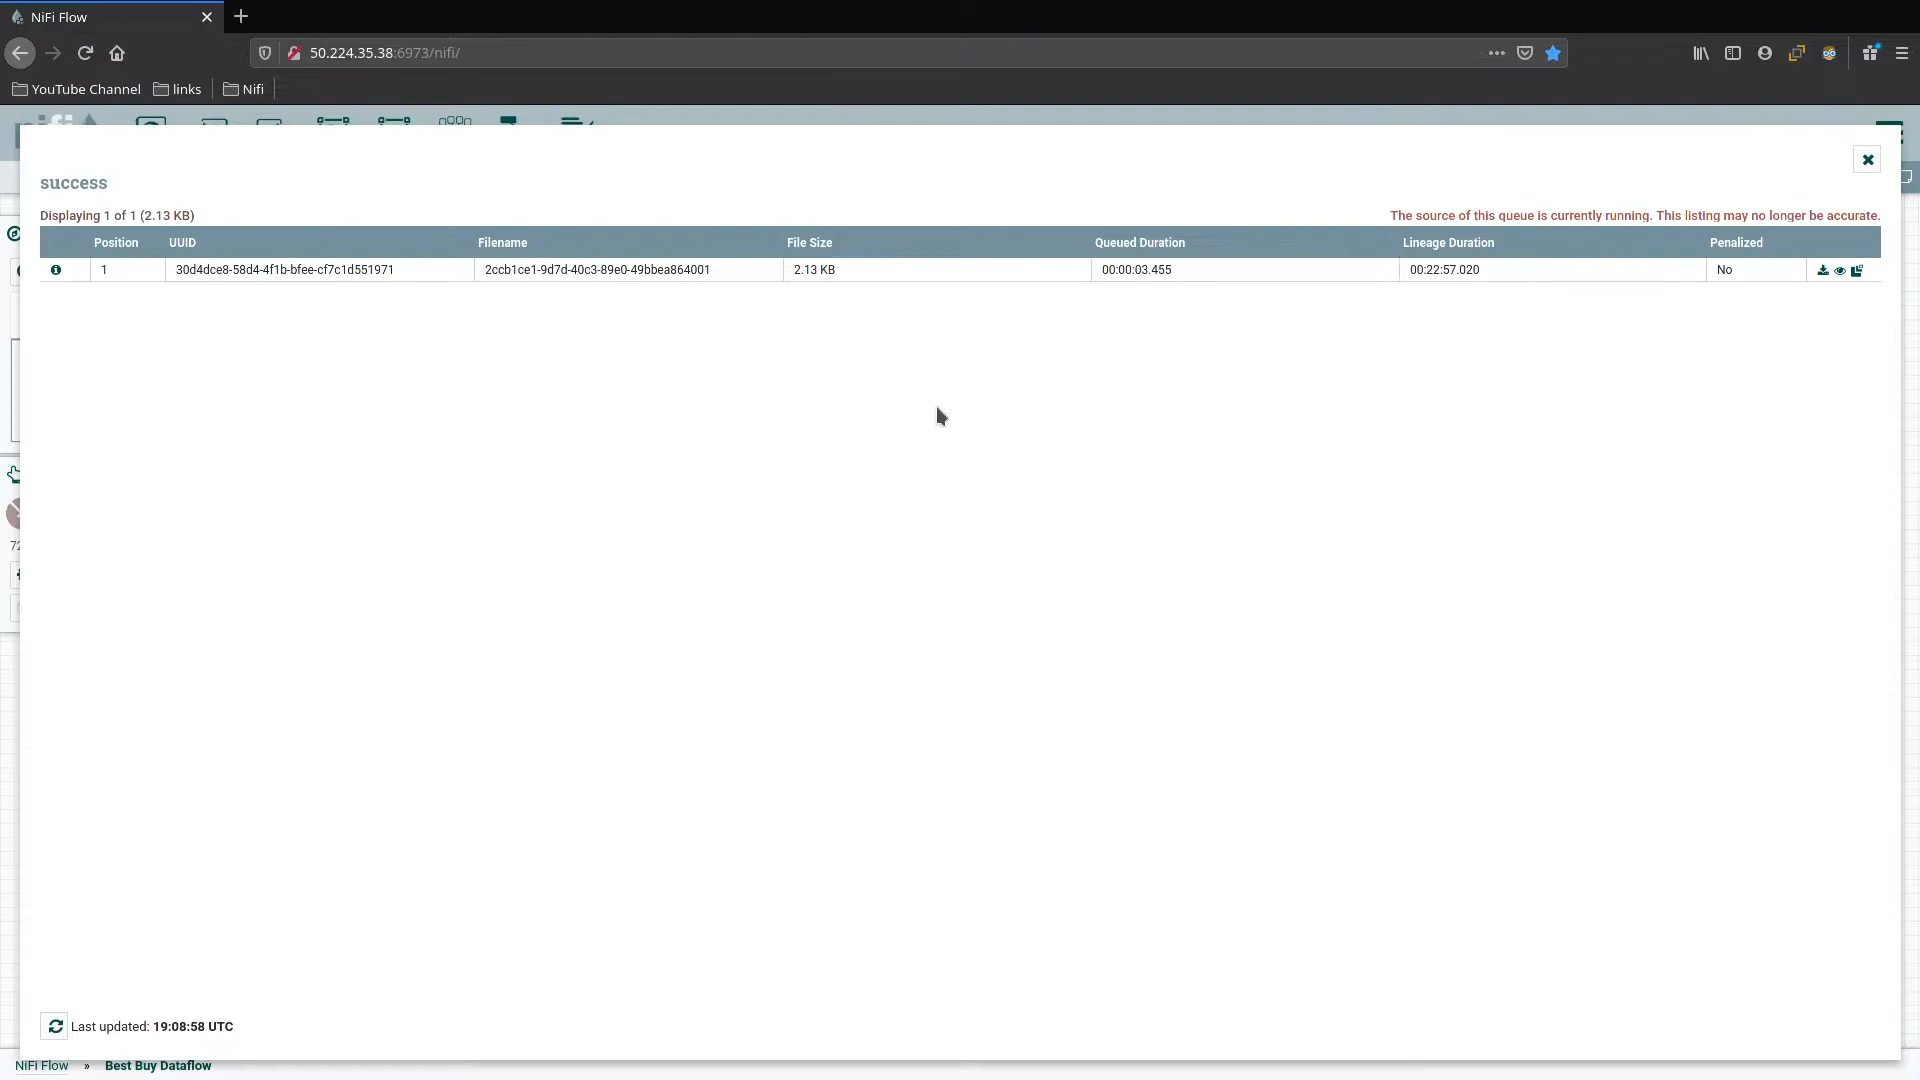 NiFi Flow
50.224.35.38:6973/nifi/
YouTube Channel links Nifi
success
Displaying 1 of 1 (2.13 KB) The source of this queue is currently running. This listing may no longer be accurate.
Position UUID Filename File Size Queued Duration Lineage Duration Penalized
1 30d4dce8-58d4-4f1b-bfee-cf7c1d551971 2ccb1ce1-9d7d-40c3-89e0-49bbea864001 2.13 KB 00:00:03.455 00:22:57.020 No
Last updated: 19:08:58 UTC
NiFi Flow » Best Buy Dataflow